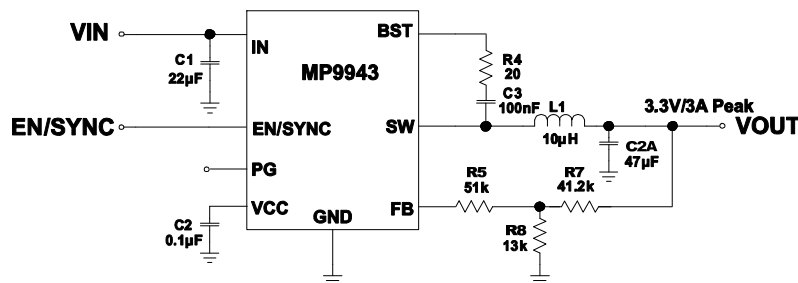 VIN
C1
22µF
IN
BST
MP9943
R4
20
C3
100nF
EN/SYNC
EN/SYNC
SW
L1
10µH
3.3V/3A Peak
VOUT
C2A
47µF
PG
R5
51k
R7
41.2k
VCC
GND
FB
C2
0.1µF
R8
13k